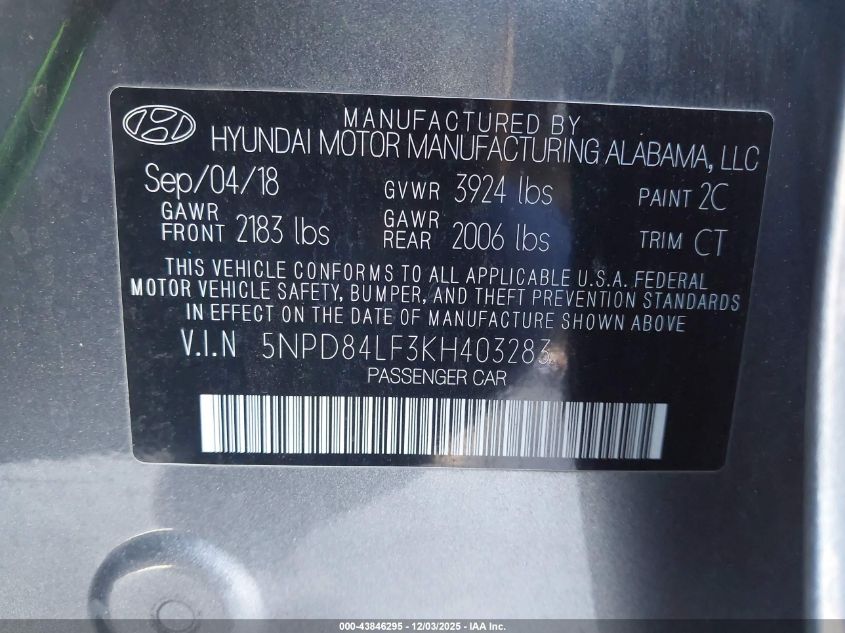 MANUFACTURED BY
HYUNDAI MOTOR MANUFACTURING ALABAMA, LLC
Sep/04/18 GVWR 3924 lbs PAINT 2C
GAWR FRONT 2183 lbs GAWR REAR 2006 lbs TRIM CT
THIS VEHICLE CONFORMS TO ALL APPLICABLE U.S.A. FEDERAL
MOTOR VEHICLE SAFETY, BUMPER, AND THEFT PREVENTION STANDARDS
IN EFFECT ON THE DATE OF MANUFACTURE SHOWN ABOVE
V.I.N 5NPD84LF3KH403283
PASSENGER CAR
000-43846295 - 12/03/2025 - IAA Inc.